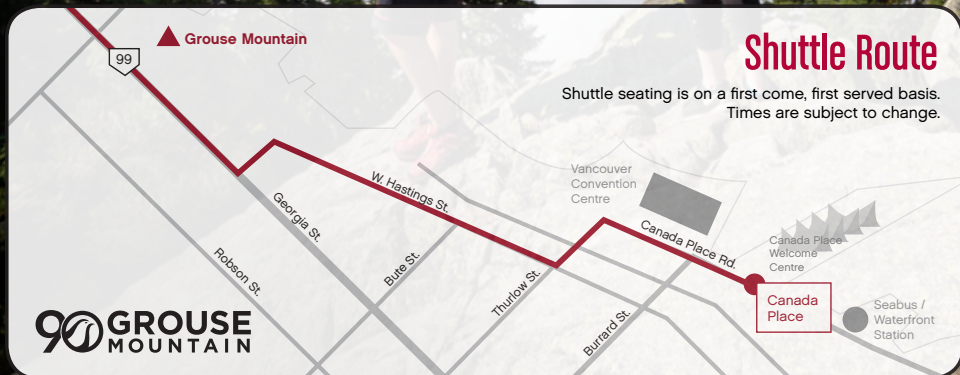 99
Grouse Mountain
Shuttle Route
Shuttle seating is on a first come, first served basis.
Times are subject to change.
Vancouver
Convention
Centre
W. Hastings St.
Georgia St.
Canada Place Rd.
Canada Place
Welcome
Centre
Robson St.
Bute St.
Thurlow St.
Burrard St.
Canada
Place
Seabus /
Waterfront
Station
90 GROUSE
MOUNTAIN